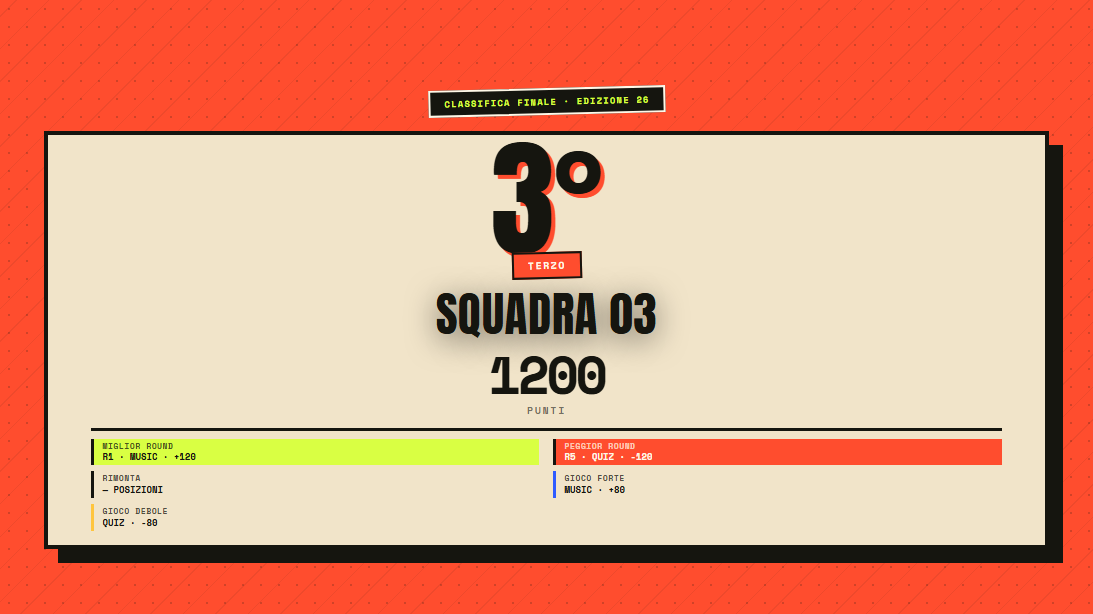 CLASSIFICA FINALE · EDIZIONE 26
3°
TERZO
SQUADRA 03
1200
PUNTI
MIGLIOR ROUND
R1 · MUSIC · +120
PEGGIOR ROUND
R5 · QUIZ · -120
RIMONTA
— POSIZIONI
GIOCO FORTE
MUSIC · +80
GIOCO DEBOLE
QUIZ · -80